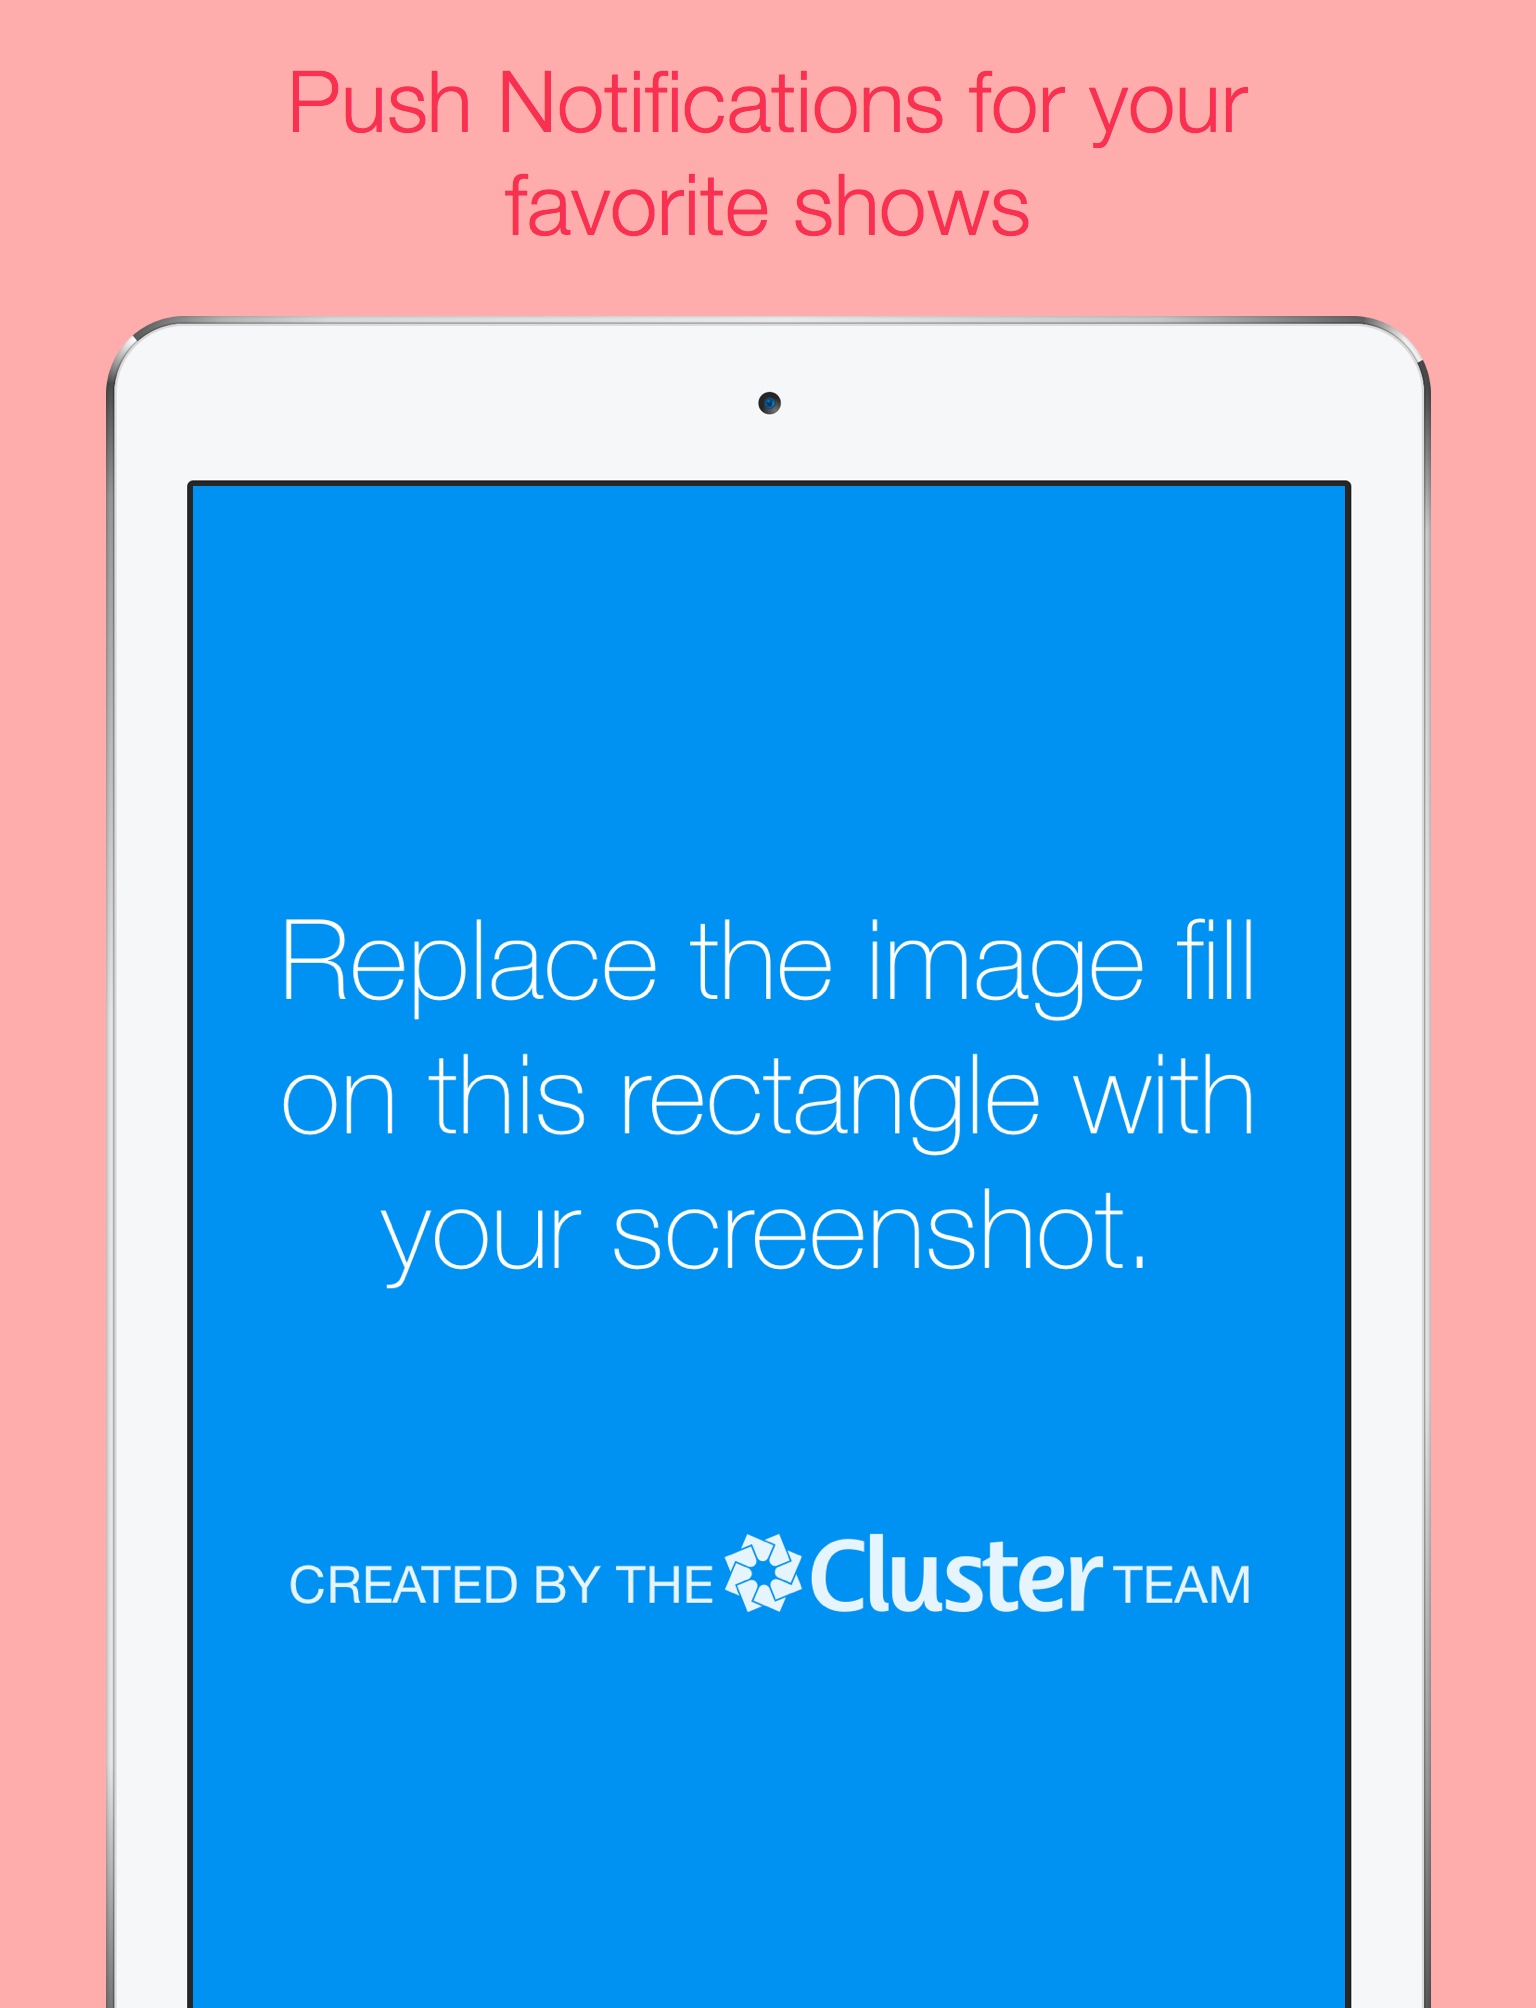 Push Notifications for your
favorite shows
Replace the image fill
on this rectangle with
your screenshot.
CREATED BY THE Cluster TEAM